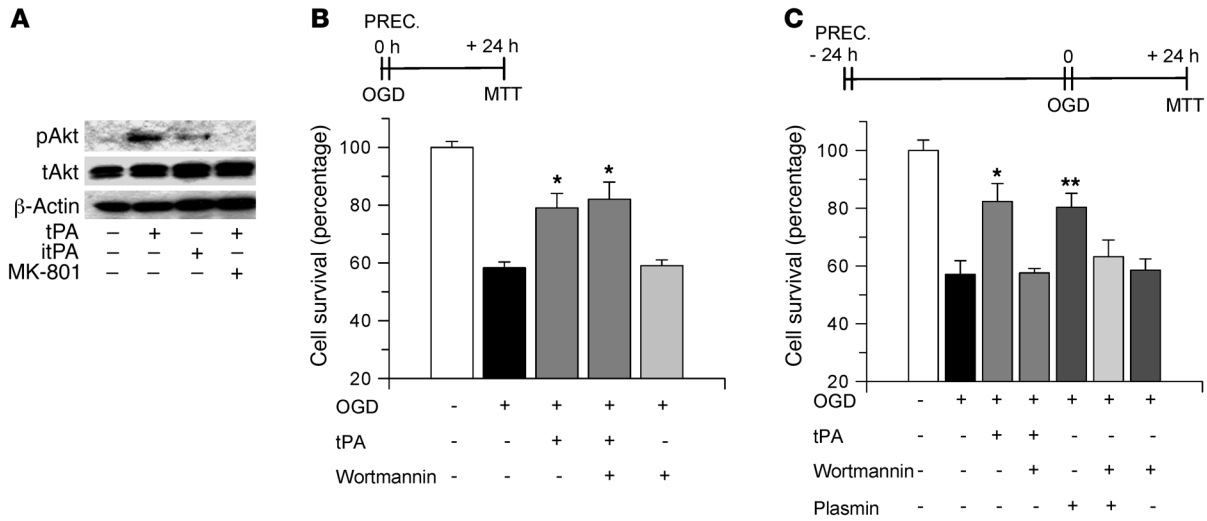 A
pAkt
tAkt
β-Actin
tPA – + – +
itPA – – + –
MK-801 – – – +
B
PREC.
0 h + 24 h
OGD MTT
Cell survival (percentage)
100
80
60
40
20
OGD - + + + +
tPA - - + + -
Wortmannin - - - + +
C
PREC.
- 24 h 0 + 24 h
OGD MTT
Cell survival (percentage)
100
80
60
40
20
* *
* **
OGD - + + + + + +
tPA - - + + - - -
Wortmannin - - - + - + +
Plasmin - - - - + + -